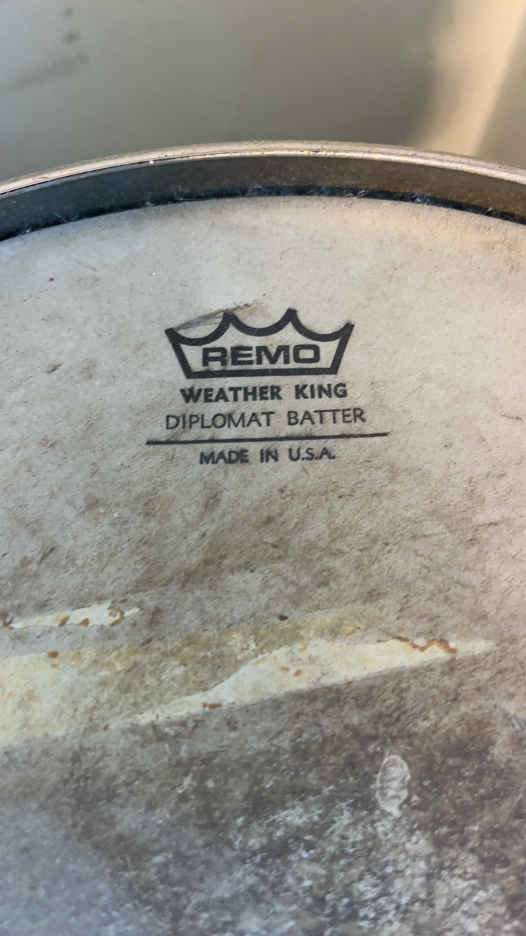 REMO
WEATHER KING
DIPLOMAT BATTER
MADE IN U.S.A.